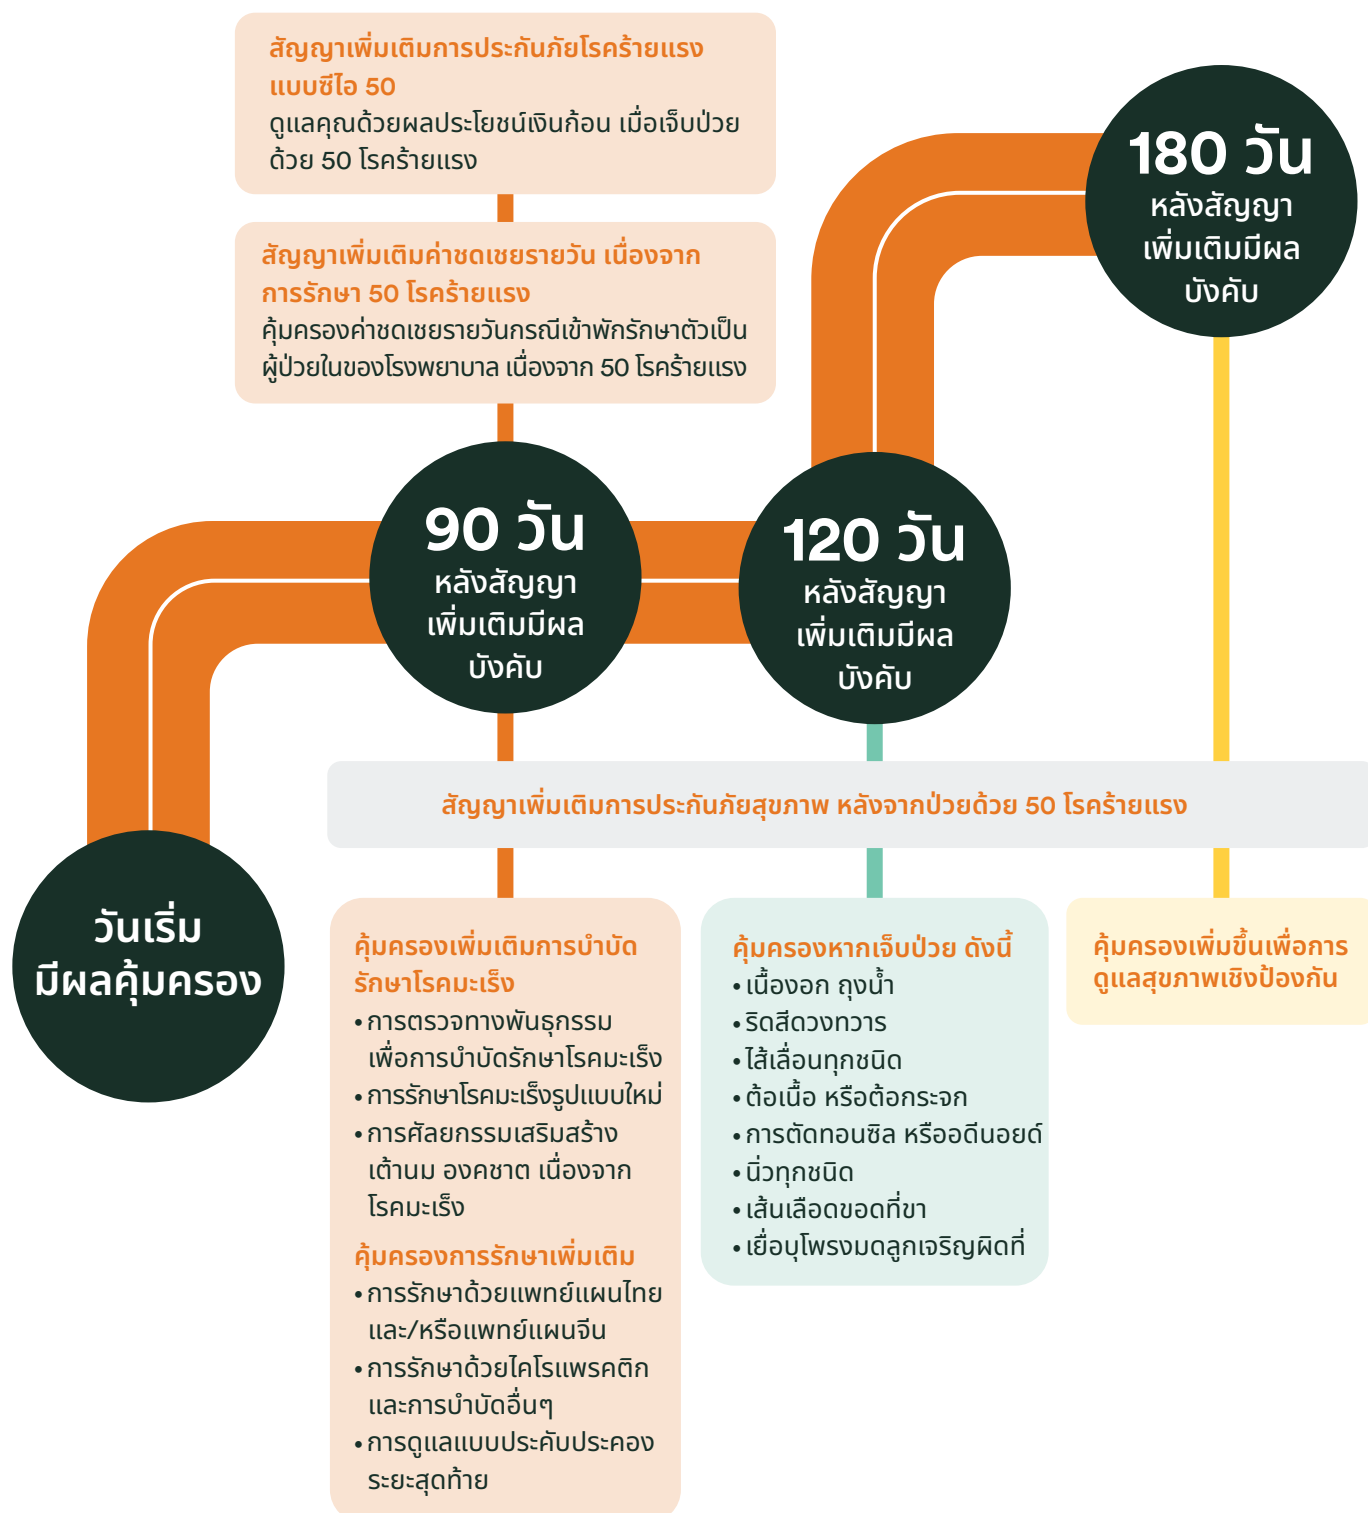 สัญญาเพิ่มเติมการประกันภัยโรคร้ายแรง
แบบซีไอ 50
ดูแลคุณด้วยผลประโยชน์เงินก้อน เมื่อเจ็บป่วย
ด้วย 50 โรคร้ายแรง
สัญญาเพิ่มเติมค่าชดเชยรายวัน เนื่องจาก
การรักษา 50 โรคร้ายแรง
คุ้มครองค่าชดเชยรายวันกรณีเข้าพักรักษาตัวเป็น
ผู้ป่วยในของโรงพยาบาล เนื่องจาก 50 โรคร้ายแรง
180 วัน
หลังสัญญา
เพิ่มเติมมีผล
บังคับ
90 วัน
หลังสัญญา
เพิ่มเติมมีผล
บังคับ
120 วัน
หลังสัญญา
เพิ่มเติมมีผล
บังคับ
สัญญาเพิ่มเติมการประกันภัยสุขภาพ หลังจากป่วยด้วย 50 โรคร้ายแรง
วันเริ่ม
มีผลคุ้มครอง
คุ้มครองเพิ่มเติมการบำบัด
รักษาโรคมะเร็ง
• การตรวจทางพันธุกรรม
เพื่อการบำบัดรักษาโรคมะเร็ง
• การรักษาโรคมะเร็งรูปแบบใหม่
• การศัลยกรรมเสริมสร้าง
เต้านม องคชาต เนื่องจาก
โรคมะเร็ง
คุ้มครองการรักษาเพิ่มเติม
• การรักษาด้วยแพทย์แผนไทย
และ/หรือแพทย์แผนจีน
• การรักษาด้วยไคโรแพรคติก
และการบำบัดอื่นๆ
• การดูแลแบบประคับประคอง
ระยะสุดท้าย
คุ้มครองหากเจ็บป่วย ดังนี้
• เนื้องอก ถุงน้ำ
• ริดสีดวงทวาร
• ไส้เลื่อนทุกชนิด
• ต้อเนื้อ หรือต้อกระจก
• การตัดทอนซิล หรืออดีนอยด์
• นิ่วทุกชนิด
• เส้นเลือดขอดที่ขา
• เยื่อบุโพรงมดลูกเจริญผิดที่
คุ้มครองเพิ่มขึ้นเพื่อการ
ดูแลสุขภาพเชิงป้องกัน